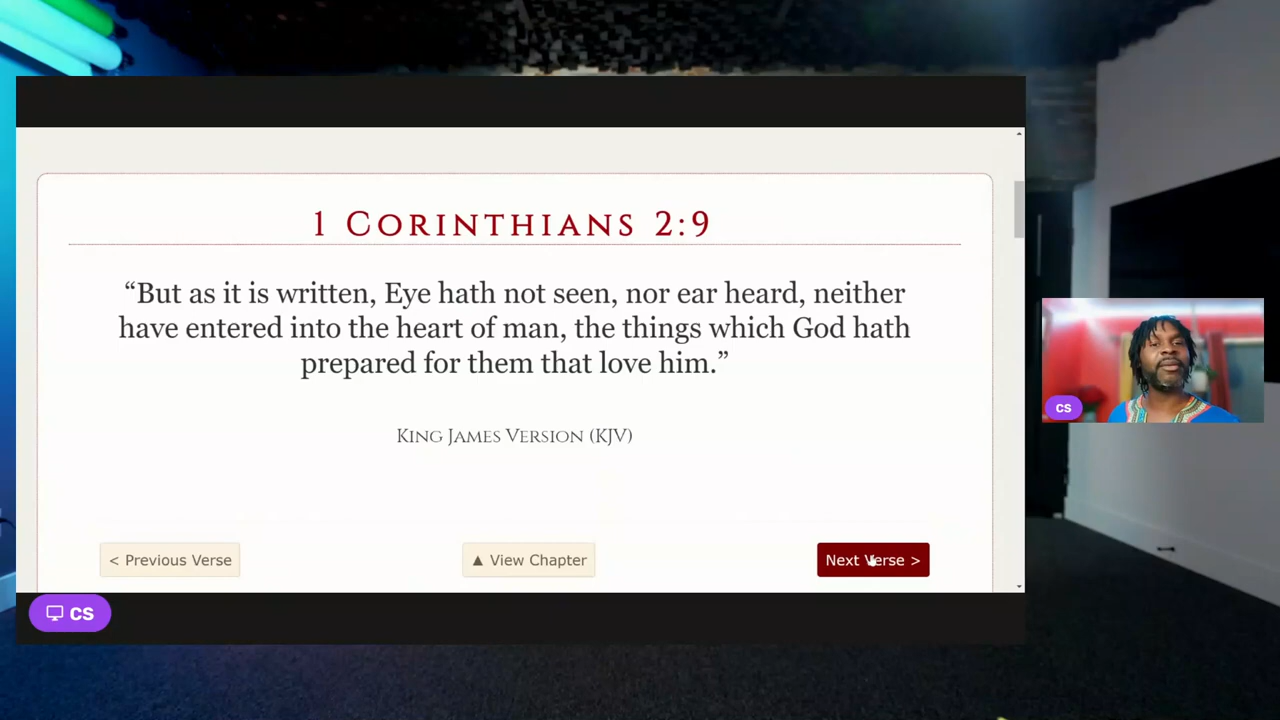 1 Corinthians 2:9
“But as it is written, Eye hath not seen, nor ear heard, neither
have entered into the heart of man, the things which God hath
prepared for them that love him.”
King James Version (KJV)
< Previous Verse
▲ View Chapter
Next Verse >
CS
CS